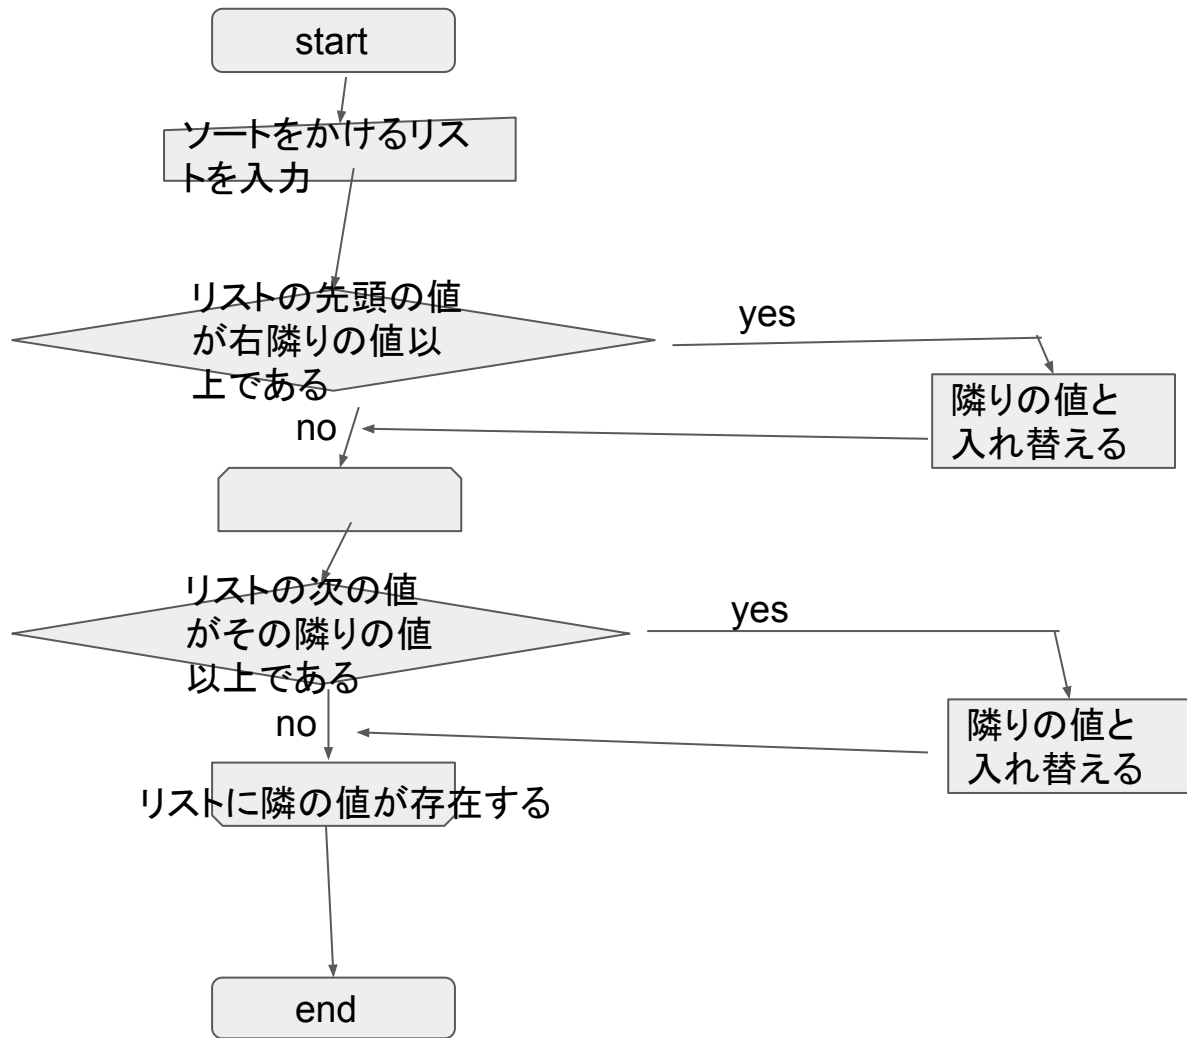 start
ソートをかけるリス
トを入力
リストの先頭の値
が右隣りの値以
上である
yes
隣りの値と
入れ替える
no
リストの次の値
がその隣りの値
以上である
yes
隣りの値と
入れ替える
no
リストに隣の値が存在する
end